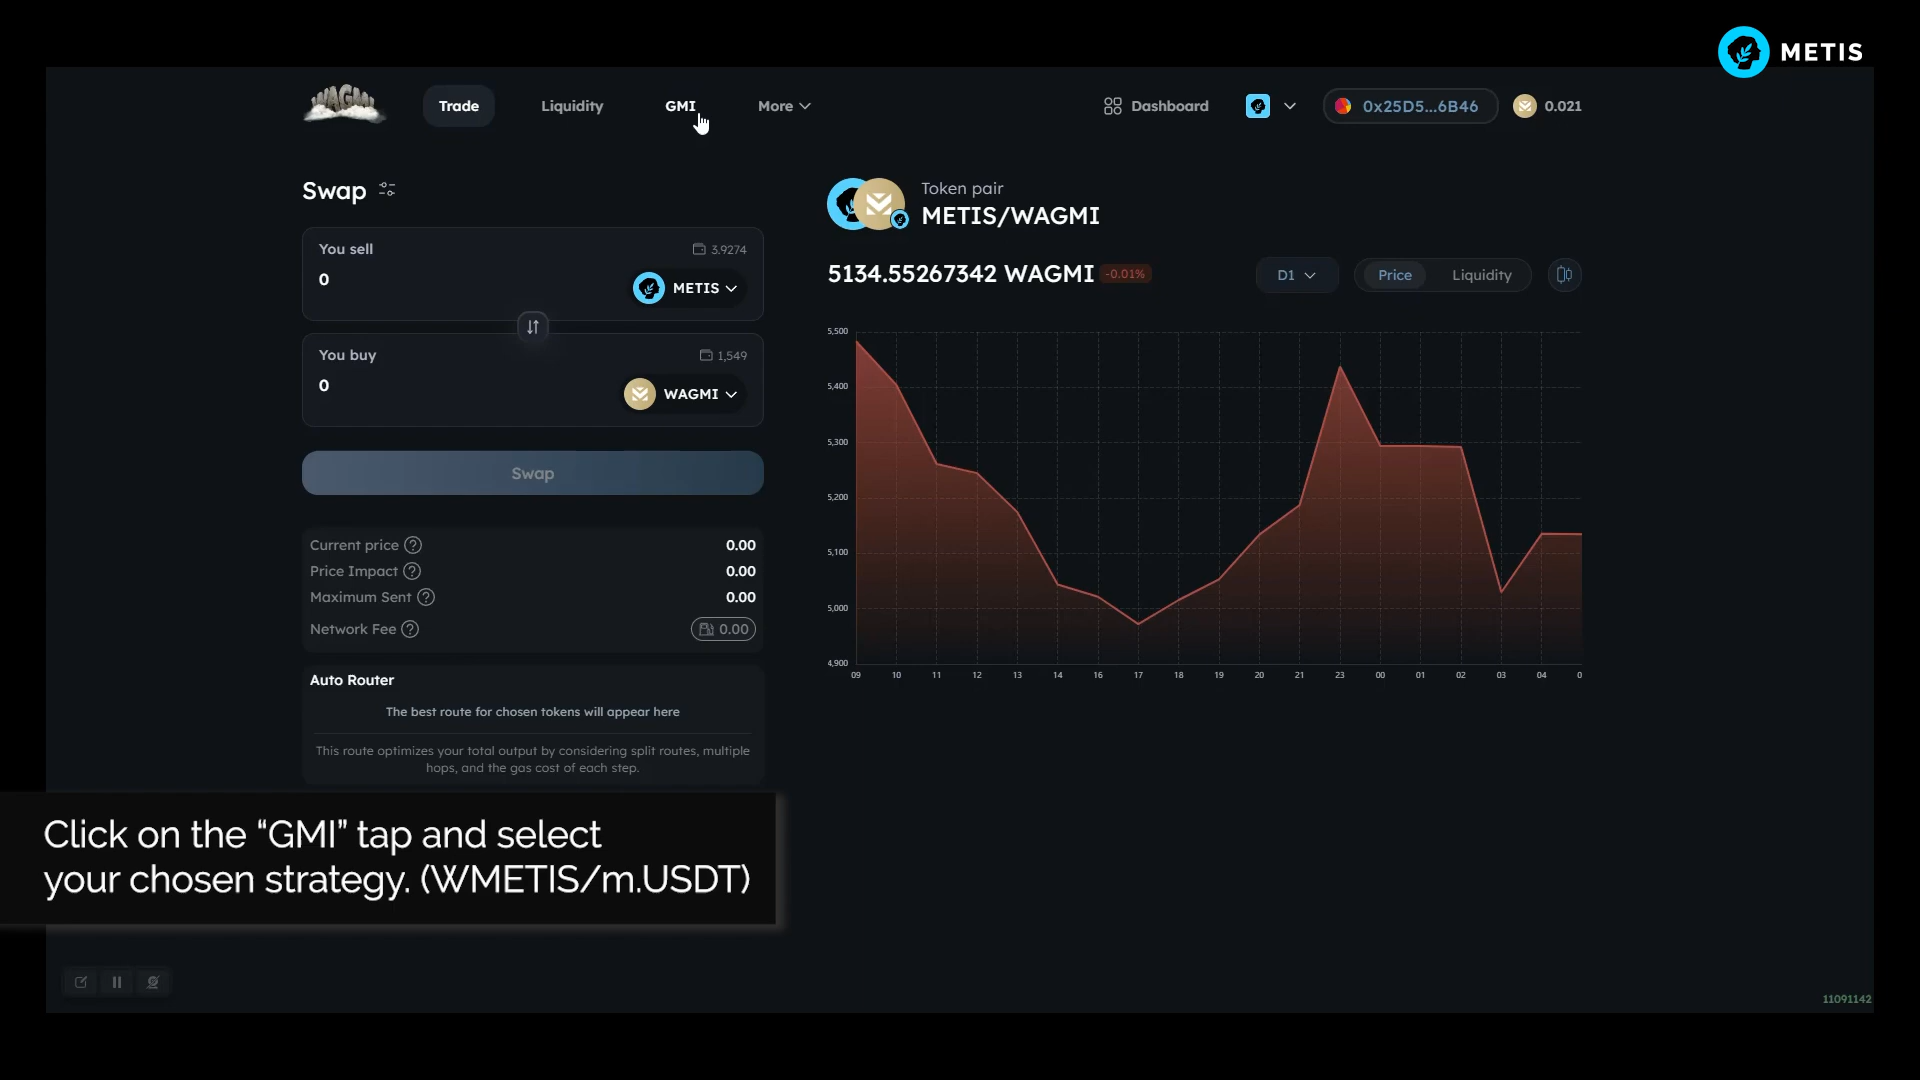 METIS
WAGMI
Trade
Liquidity
GMI
More
Dashboard
0x25D5...6B46
0.021
Swap
You sell
3.9274
0
METIS
You buy
1,549
0
WAGMI
Swap
Current price
0.00
Price Impact
0.00
Maximum Sent
0.00
Network Fee
0.00
Auto Router
The best route for chosen tokens will appear here
This route optimizes your total output by considering split routes, multiple
hops, and the gas cost of each step.
Token pair
METIS/WAGMI
5134.55267342 WAGMI
-0.01%
D1
Price
Liquidity
5,500
5,400
5,300
5,200
5,100
5,000
4,900
09 10 11 12 13 14 16 17 18 19 20 21 23 00 01 02 03 04 0
Click on the “GMI” tap and select
your chosen strategy. (WMETIS/m.USDT)
11091142